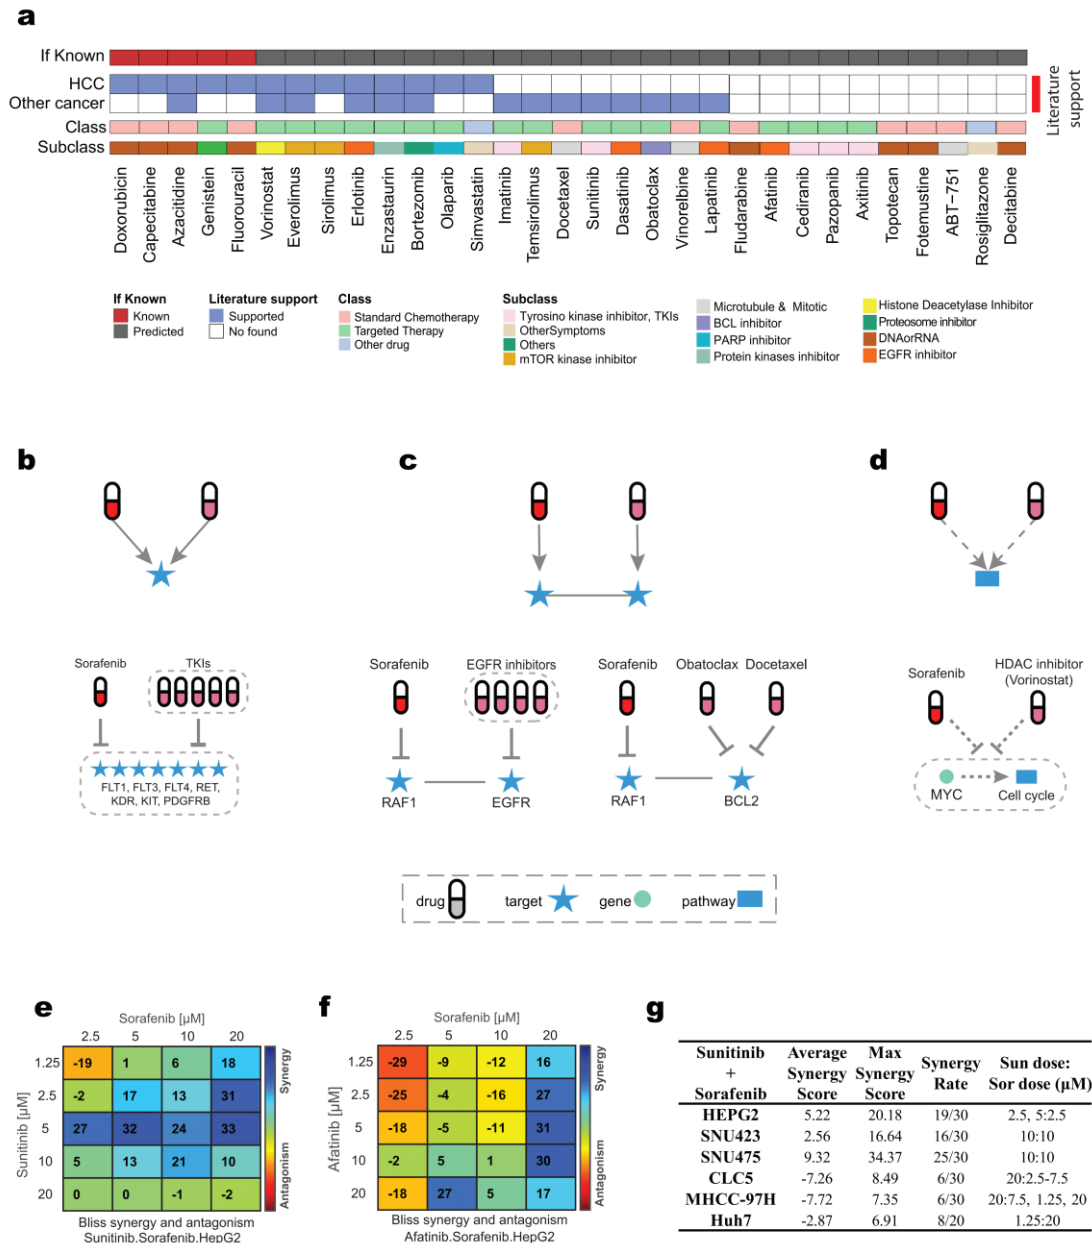 a
If Known
HCC
Other cancer
Class
Subclass
Literature support
Doxorubicin
Capecitabine
Azacitidine
Genistein
Fluorouracil
Vorinostat
Everolimus
Sirolimus
Erlotinib
Enzastaurin
Bortezomib
Olaparib
Simvastatin
Imatinib
Temsirolimus
Docetaxel
Sunitinib
Dasatinib
Obatoclax
Vinorelbine
Lapatinib
Fludarabine
Afatinib
Cediranib
Pazopanib
Axitinib
Topotecan
Fotemustine
ABT-751
Rosiglitazone
Decitabine
If Known
Known
Predicted
Literature support
Supported
No found
Class
Standard Chemotherapy
Targeted Therapy
Other drug
Subclass
Tyrosino kinase inhibitor, TKIs
OtherSymptoms
Others
mTOR kinase inhibitor
Microtubule & Mitotic
BCL inhibitor
PARP inhibitor
Protein kinases inhibitor
Histone Deacetylase Inhibitor
Proteosome inhibitor
DNAorRNA
EGFR inhibitor
b
Sorafenib
TKIs
FLT1, FLT3, FLT4, RET,
KDR, KIT, PDGFRB
c
Sorafenib
EGFR inhibitors
RAF1
EGFR
Sorafenib
Obatoclax Docetaxel
RAF1
BCL2
d
Sorafenib
HDAC inhibitor
(Vorinostat)
MYC
Cell cycle
drug target gene pathway
e
Sorafenib [µM]
2.5 5 10 20
Sunitinib [µM]
1.25 -19 1 6 18
2.5 -2 17 13 31
5 27 32 24 33
10 5 13 21 10
20 0 0 -1 -2
Synergy
Antagonism
Bliss synergy and antagonism
Sunitinib.Sorafenib.HepG2
f
Sorafenib [µM]
2.5 5 10 20
Afatinib [µM]
1.25 -29 -9 -12 16
2.5 -25 -4 -16 27
5 -18 -5 -11 31
10 -2 5 1 30
20 -18 27 5 17
Synergy
Antagonism
Bliss synergy and antagonism
Afatinib.Sorafenib.HepG2
g
Sunitinib + Sorafenib Average Synergy Score Max Synergy Score Synergy Rate Sun dose: Sor dose (µM)
HEPG2 5.22 20.18 19/30 2.5, 5:2.5
SNU423 2.56 16.64 16/30 10:10
SNU475 9.32 34.37 25/30 10:10
CLC5 -7.26 8.49 6/30 20:2.5-7.5
MHCC-97H -7.72 7.35 6/30 20:7.5, 1.25, 20
Huh7 -2.87 6.91 8/20 1.25:20